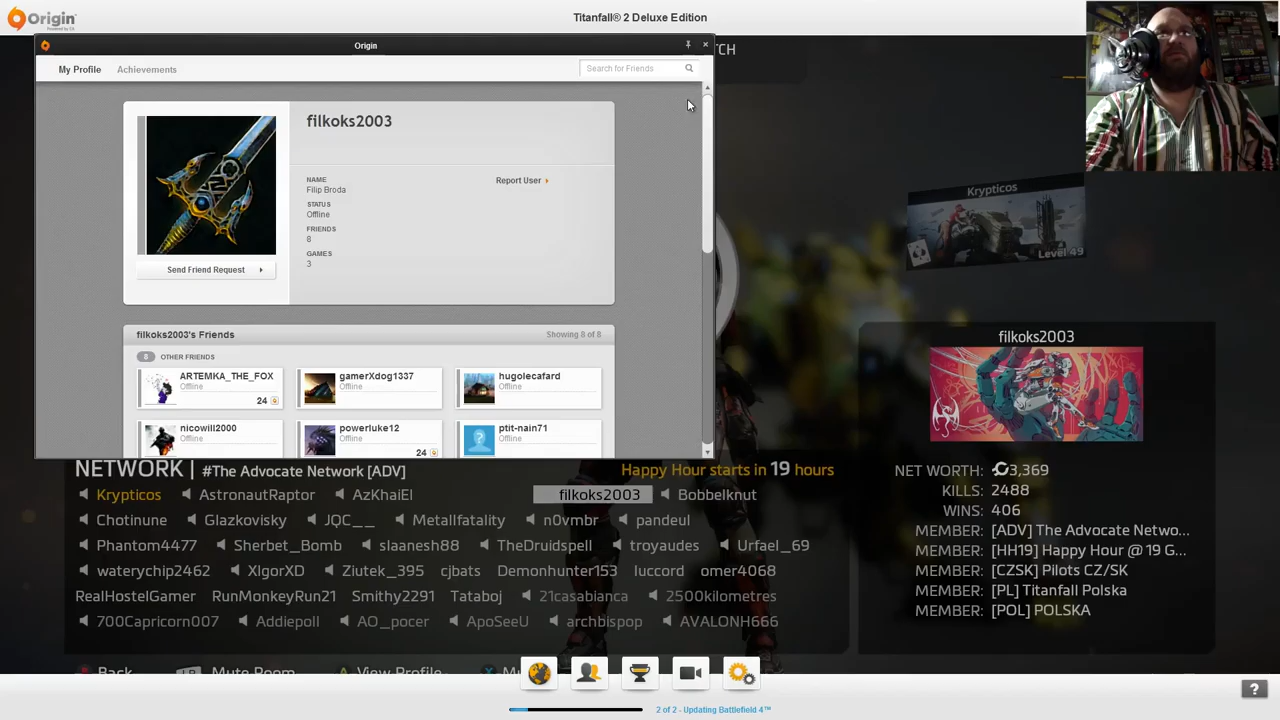 Origin
Powered by EA
Titanfall® 2 Deluxe Edition
Origin
TCH
My Profile
Achievements
Search for Friends
filkoks2003
NAME
Filip Broda
Report User
STATUS
Offline
FRIENDS
8
GAMES
3
Send Friend Request
Krypticos
Level 49
filkoks2003's Friends
Showing 8 of 8
8 OTHER FRIENDS
ARTEMKA_THE_FOX
Offline
24
gamerXdog1337
Offline
hugolecafard
Offline
nicowill2000
Offline
powerluke12
Offline
24
ptit-nain71
Offline
filkoks2003
NETWORK | #The Advocate Network [ADV]
Happy Hour starts in 19 hours
Krypticos AstronautRaptor AzKhaEl filkoks2003 Bobbelknut
Chotinune Glazkovisky JQC__ Metallfatality n0vmbr pandeul
Phantom4477 Sherbet_Bomb slaanesh88 TheDruidspell troyaudes Urfael_69
waterychip2462 XIgorXD Ziutek_395 cjbats Demonhunter153 luccord omer4068
RealHostelGamer RunMonkeyRun21 Smithy2291 Tataboj 21casabianca 2500kilometres
700Capricorn007 Addiepoll AO_pocer ApoSeeU archbispop AVALONH666
NET WORTH: 3,369
KILLS: 2488
WINS: 406
MEMBER: [ADV] The Advocate Netwo...
MEMBER: [HH19] Happy Hour @ 19 G...
MEMBER: [CZSK] Pilots CZ/SK
MEMBER: [PL] Titanfall Polska
MEMBER: [POL] POLSKA
Back Mute Room View Profile
2 of 2 - Updating Battlefield 4™
?